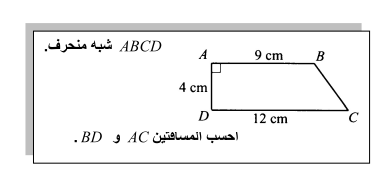 ABCD شبه منحرف.
A 9 cm B
4 cm
D 12 cm C
احسب المسافتين AC و BD .